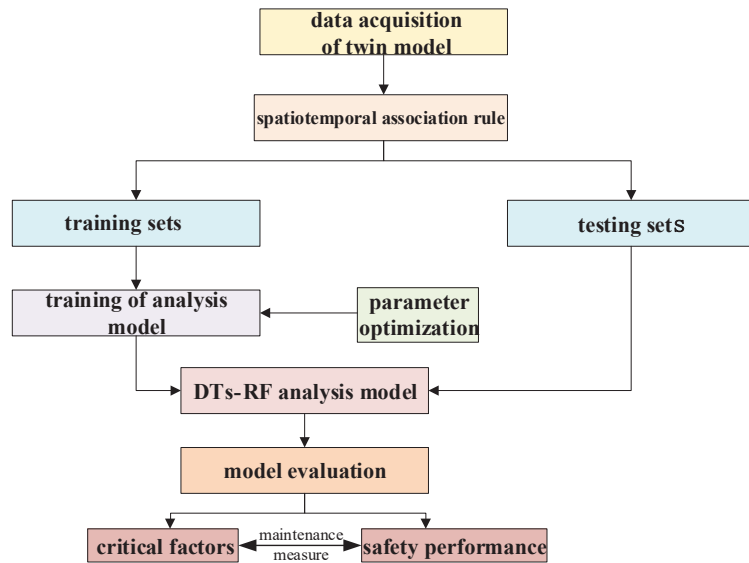 data acquisition
of twin model
spatiotemporal association rule
training sets
testing sets
training of analysis
model
parameter
optimization
DTs-RF analysis model
model evaluation
critical factors
maintenance
measure
safety performance